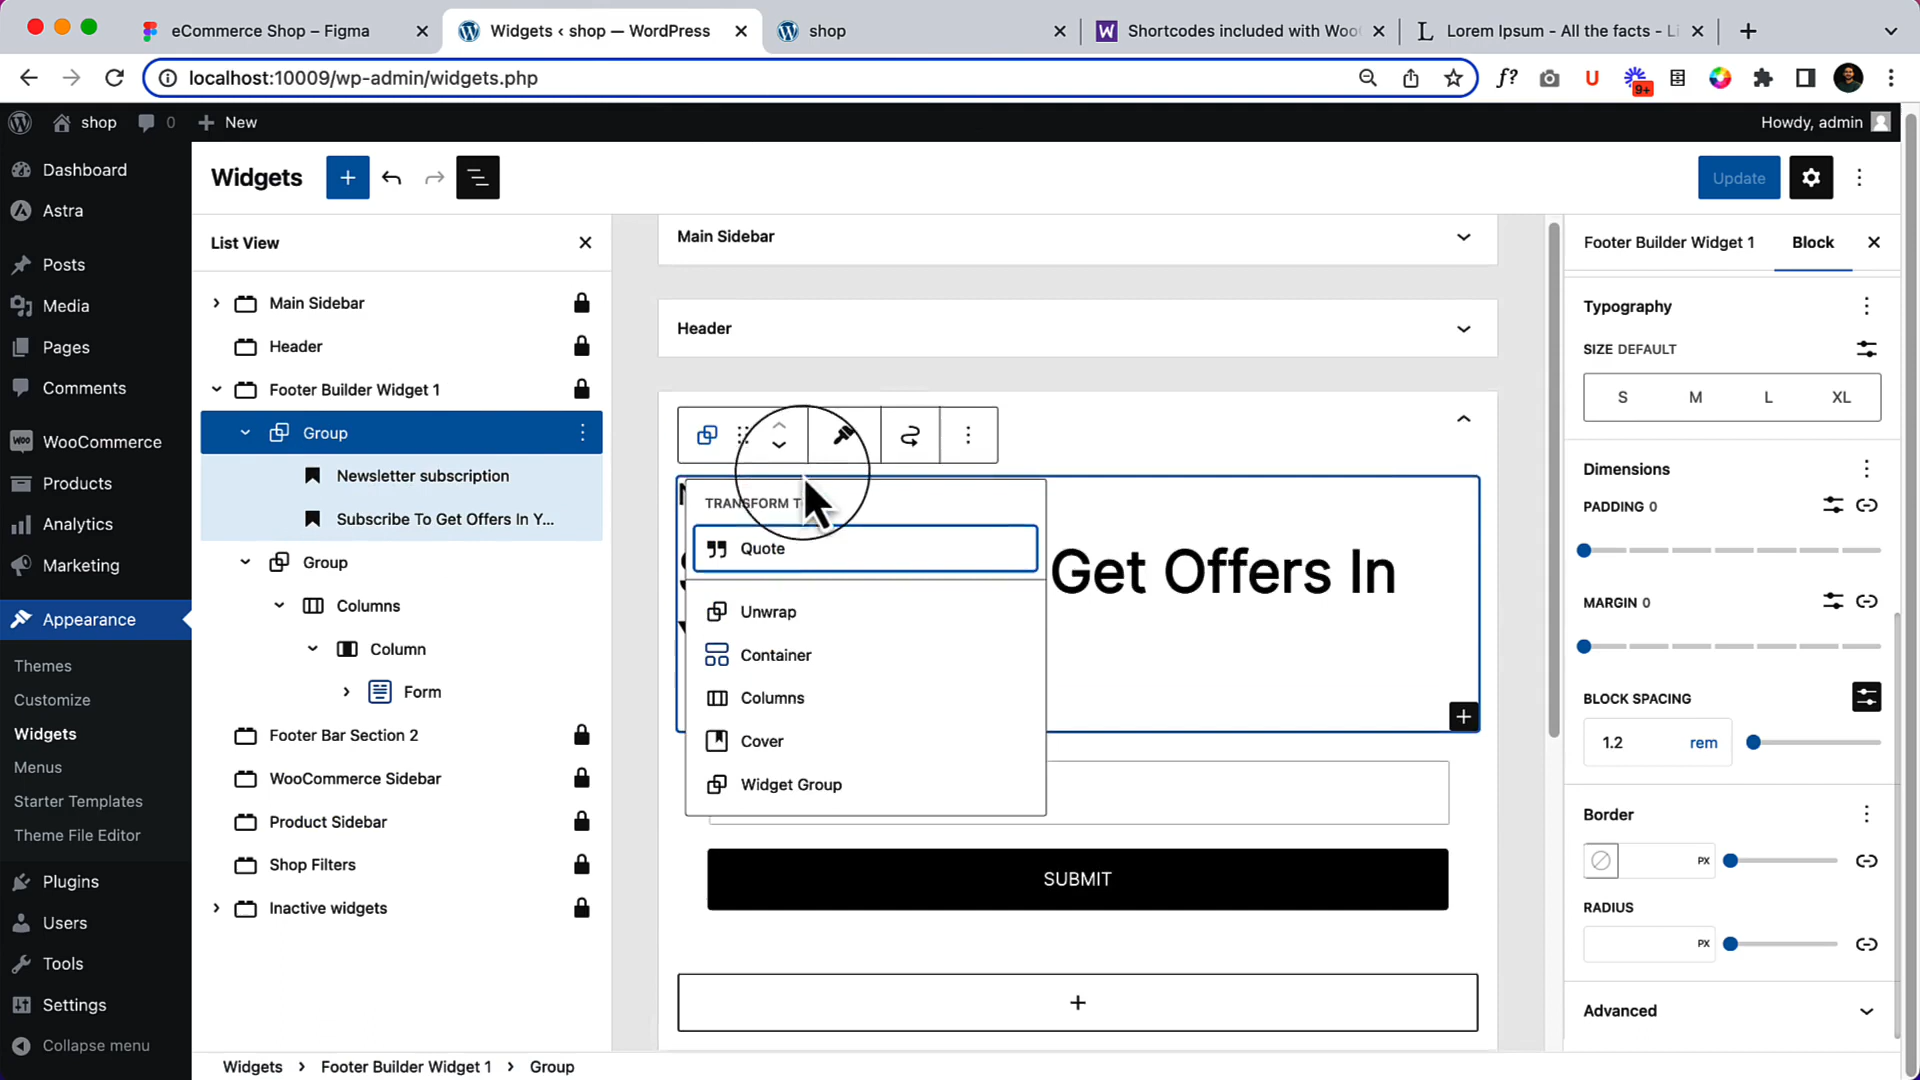 eCommerce Shop – Figma
Widgets ‹ shop — WordPress
shop
Shortcodes included with Woo
Lorem Ipsum - All the facts - Li
localhost:10009/wp-admin/widgets.php
f?
U
9+
shop
0
New
Howdy, admin
Dashboard
Astra
Posts
Media
Pages
Comments
WooCommerce
Products
Analytics
Marketing
Appearance
Themes
Customize
Widgets
Menus
Starter Templates
Theme File Editor
Plugins
Users
Tools
Settings
Collapse menu
Widgets
Update
List View
Main Sidebar
Header
Footer Builder Widget 1
Group
Newsletter subscription
Subscribe To Get Offers In Y...
Group
Columns
Column
Form
Footer Bar Section 2
WooCommerce Sidebar
Product Sidebar
Shop Filters
Inactive widgets
Main Sidebar
Header
TRANSFORM T
Quote
Unwrap
Container
Columns
Cover
Widget Group
Get Offers In
SUBMIT
Footer Builder Widget 1
Block
Typography
SIZE DEFAULT
S M L XL
Dimensions
PADDING 0
MARGIN 0
BLOCK SPACING
1.2 rem
Border
PX
RADIUS
PX
Advanced
Widgets › Footer Builder Widget 1 › Group